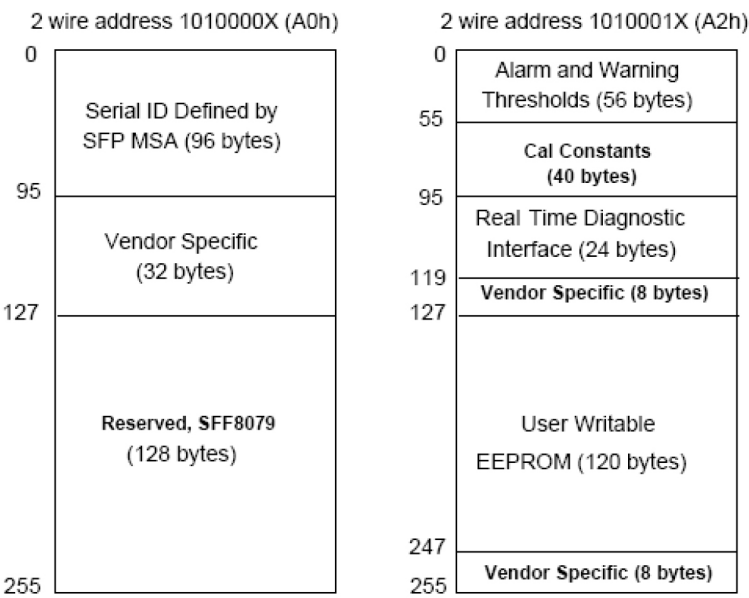 2 wire address 1010000X (A0h)
0
Serial ID Defined by
SFP MSA (96 bytes)
95
Vendor Specific
(32 bytes)
127
Reserved, SFF8079
(128 bytes)
255
2 wire address 1010001X (A2h)
0
Alarm and Warning
Thresholds (56 bytes)
55
Cal Constants
(40 bytes)
95
Real Time Diagnostic
Interface (24 bytes)
119
Vendor Specific (8 bytes)
127
User Writable
EEPROM (120 bytes)
247
Vendor Specific (8 bytes)
255